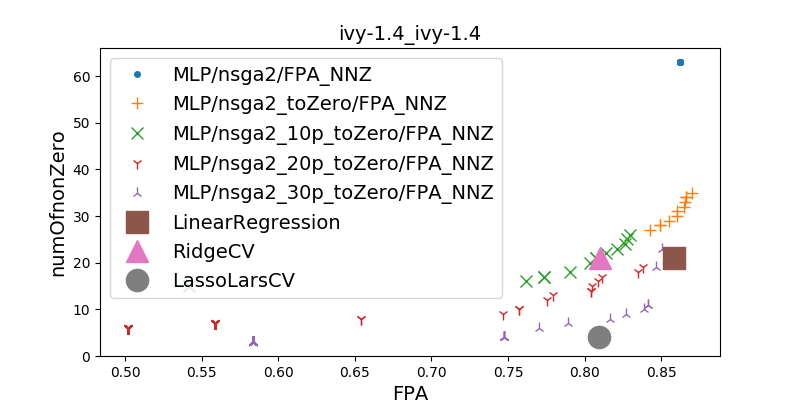 ivy-1.4_ivy-1.4
MLP/nsga2/FPA_NNZ
MLP/nsga2_toZero/FPA_NNZ
MLP/nsga2_10p_toZero/FPA_NNZ
MLP/nsga2_20p_toZero/FPA_NNZ
MLP/nsga2_30p_toZero/FPA_NNZ
LinearRegression
RidgeCV
LassoLarsCV
numOfnonZero
60
50
40
30
20
10
0
0.50 0.55 0.60 0.65 0.70 0.75 0.80 0.85
FPA